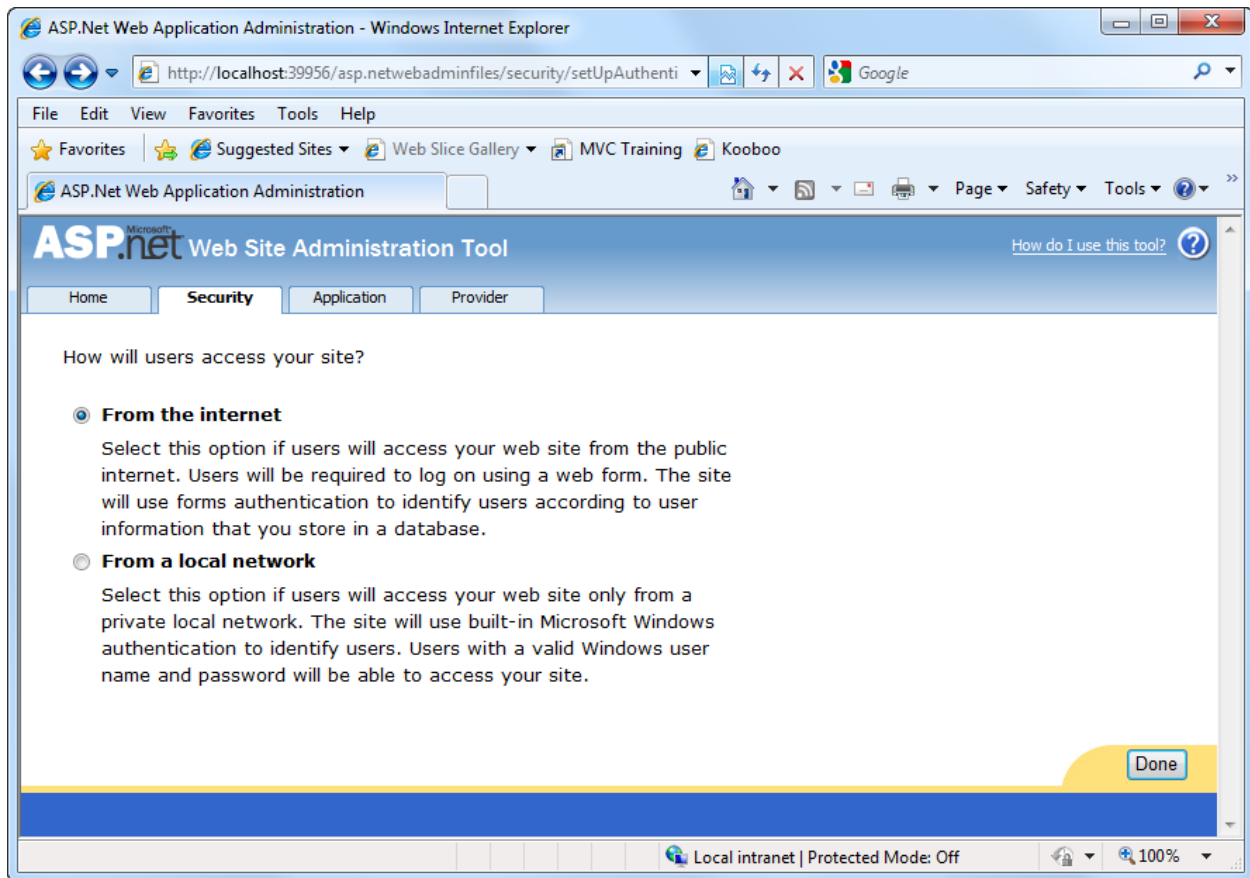 ASP.Net Web Application Administration - Windows Internet Explorer
http://localhost:39956/asp.netwebadminfiles/security/setUpAuthenti Google
File Edit View Favorites Tools Help
Favorites Suggested Sites Web Slice Gallery MVC Training Kooboo
ASP.Net Web Application Administration Page Safety Tools »
Microsoft ASP.net Web Site Administration Tool How do I use this tool? ?
Home Security Application Provider
How will users access your site?
From the internet
Select this option if users will access your web site from the public
internet. Users will be required to log on using a web form. The site
will use forms authentication to identify users according to user
information that you store in a database.
From a local network
Select this option if users will access your web site only from a
private local network. The site will use built-in Microsoft Windows
authentication to identify users. Users with a valid Windows user
name and password will be able to access your site.
Done
Local intranet | Protected Mode: Off 100%